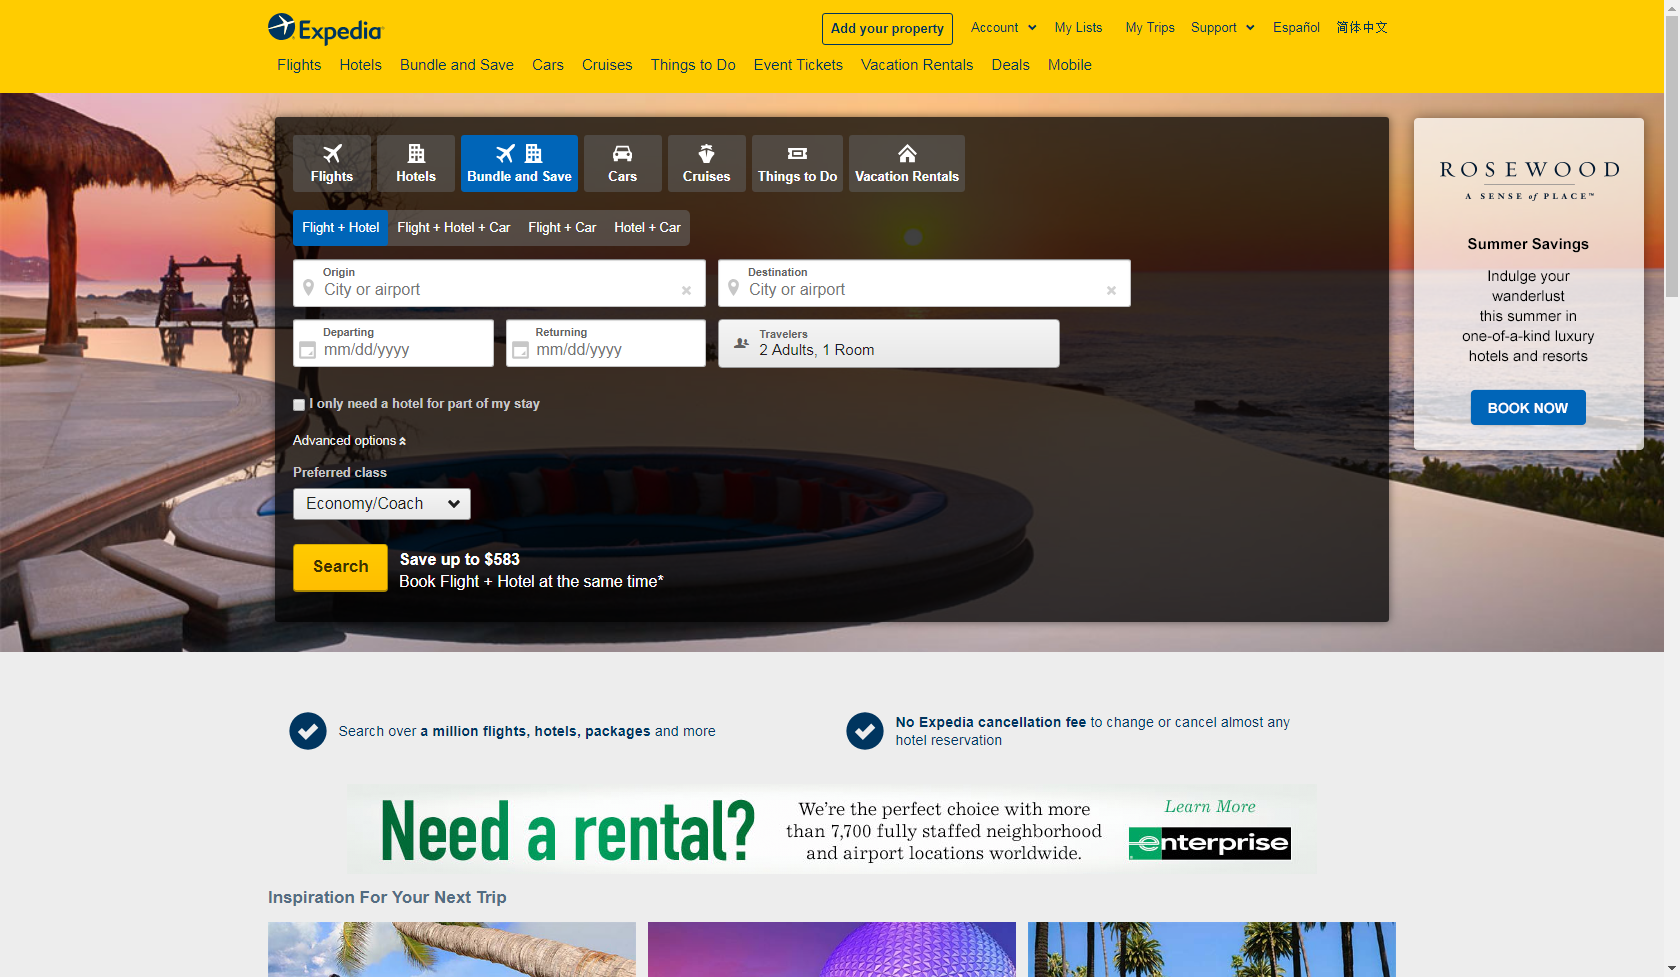 Expedia
Add your property
Account
My Lists
My Trips
Support
Español
简体中文
Flights
Hotels
Bundle and Save
Cars
Cruises
Things to Do
Event Tickets
Vacation Rentals
Deals
Mobile
Flights
Hotels
Bundle and Save
Cars
Cruises
Things to Do
Vacation Rentals
Flight + Hotel
Flight + Hotel + Car
Flight + Car
Hotel + Car
Origin
City or airport
Destination
City or airport
Departing
mm/dd/yyyy
Returning
mm/dd/yyyy
Travelers
2 Adults, 1 Room
I only need a hotel for part of my stay
Advanced options
Preferred class
Economy/Coach
Search
Save up to $583
Book Flight + Hotel at the same time*
ROSEWOOD
A SENSE of PLACE™
Summer Savings
Indulge your
wanderlust
this summer in
one-of-a-kind luxury
hotels and resorts
BOOK NOW
Search over a million flights, hotels, packages and more
No Expedia cancellation fee to change or cancel almost any
hotel reservation
Need a rental?
We're the perfect choice with more
than 7,700 fully staffed neighborhood
and airport locations worldwide.
Learn More
enterprise
Inspiration For Your Next Trip